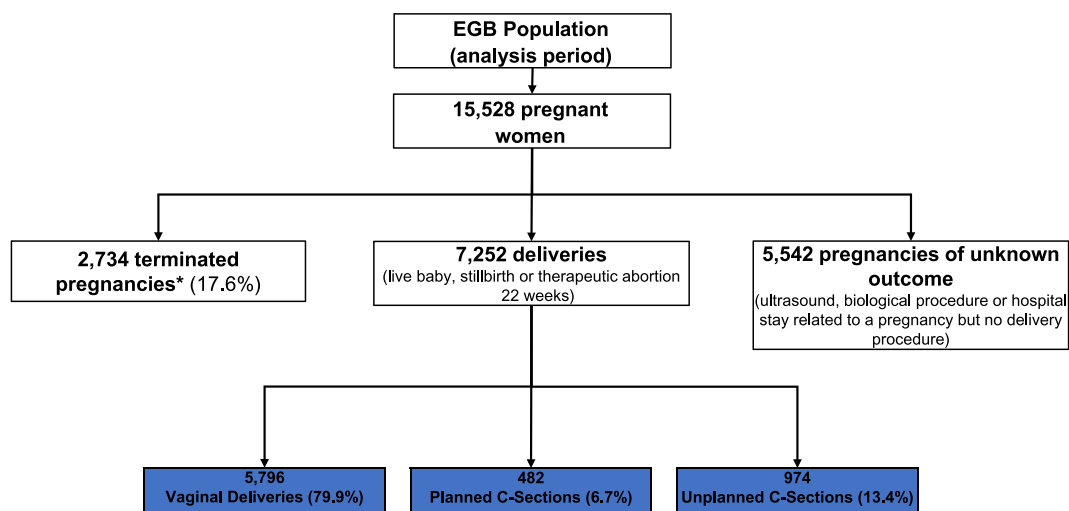 EGB Population
(analysis period)
15,528 pregnant
women
2,734 terminated
pregnancies* (17.6%)
7,252 deliveries
(live baby, stillbirth or therapeutic abortion
22 weeks)
5,542 pregnancies of unknown
outcome
(ultrasound, biological procedure or hospital
stay related to a pregnancy but no delivery
procedure)
5,796
Vaginal Deliveries (79.9%)
482
Planned C-Sections (6.7%)
974
Unplanned C-Sections (13.4%)